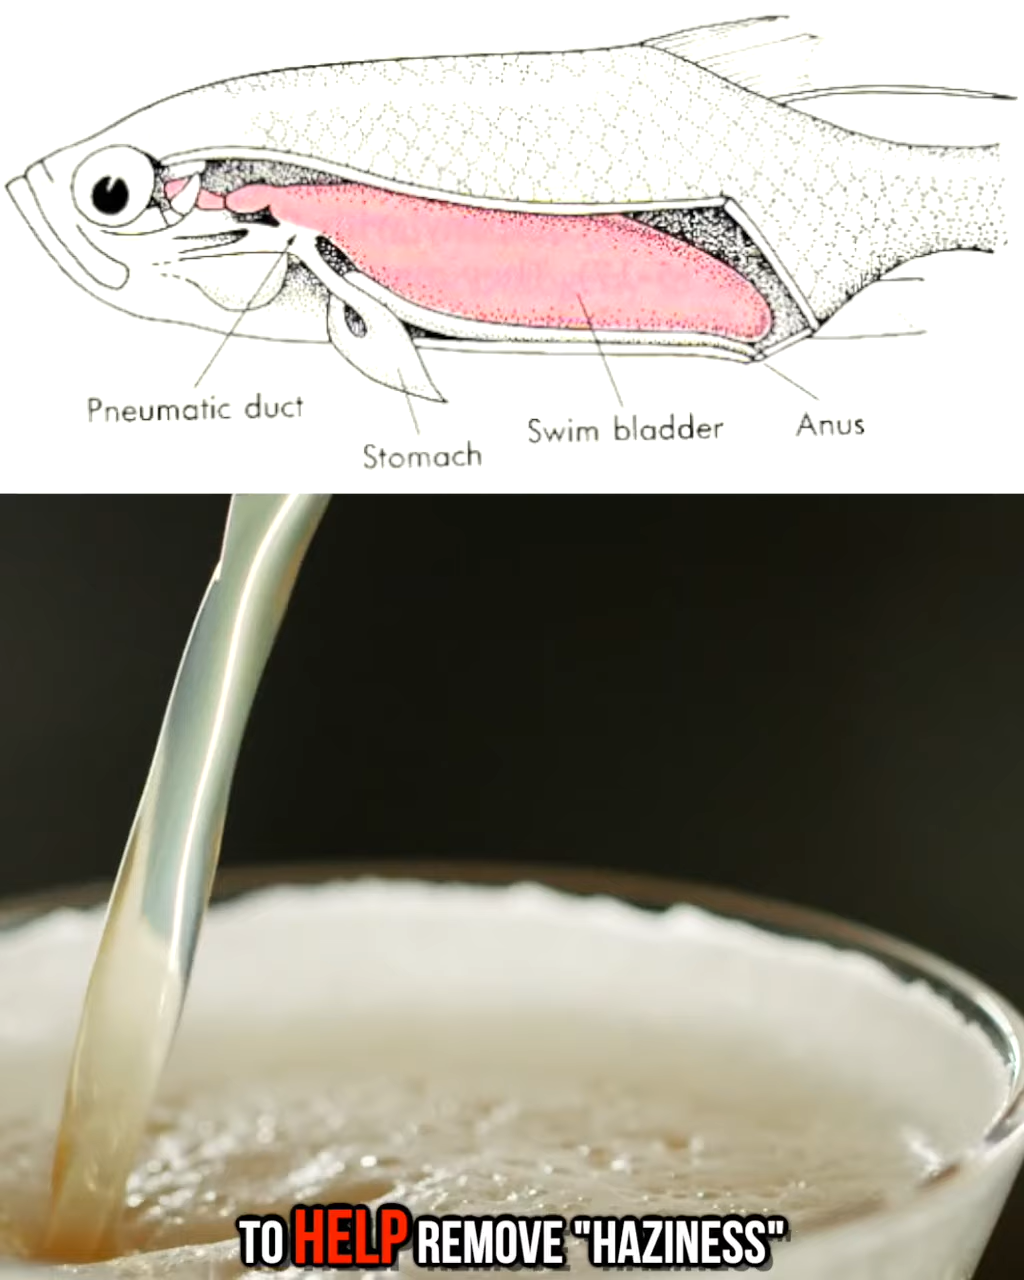 Pneumatic duct
Stomach
Swim bladder
Anus
TO HELP REMOVE "HAZINESS"